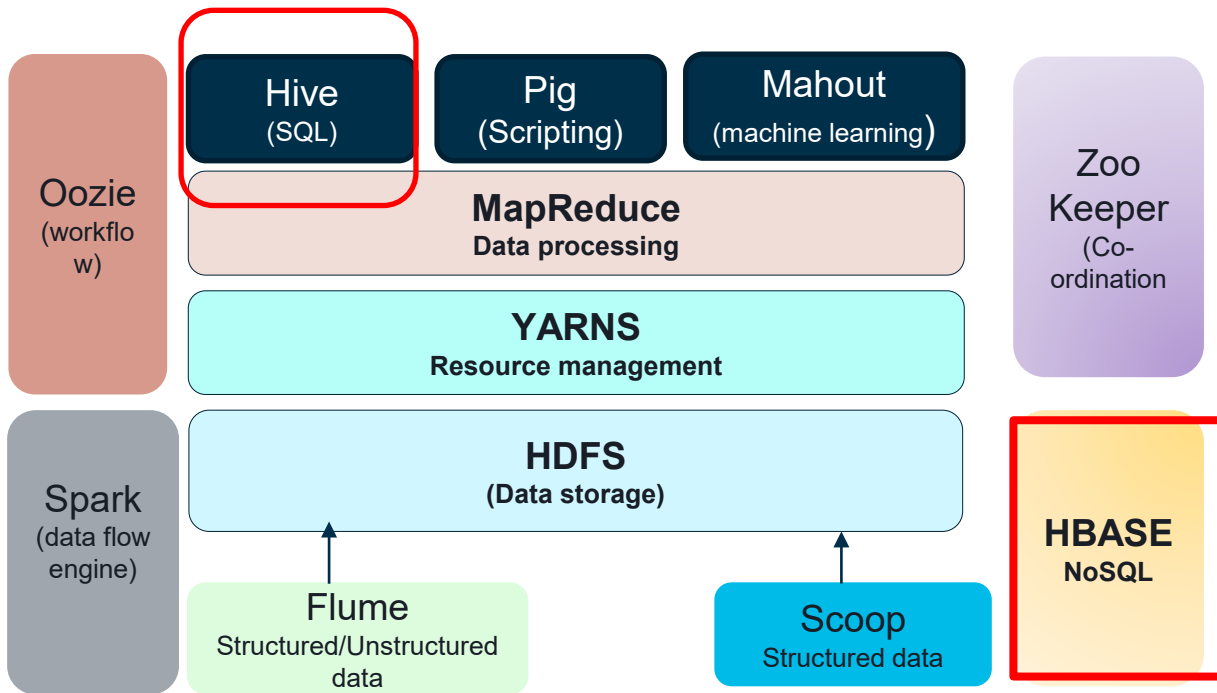 Hive
(SQL)
Pig
(Scripting)
Mahout
(machine learning)
Oozie
(workflo
w)
Zoo
Keeper
(Co-
ordination
MapReduce
Data processing
YARNS
Resource management
HDFS
(Data storage)
Spark
(data flow
engine)
HBASE
NoSQL
Flume
Structured/Unstructured
data
Scoop
Structured data